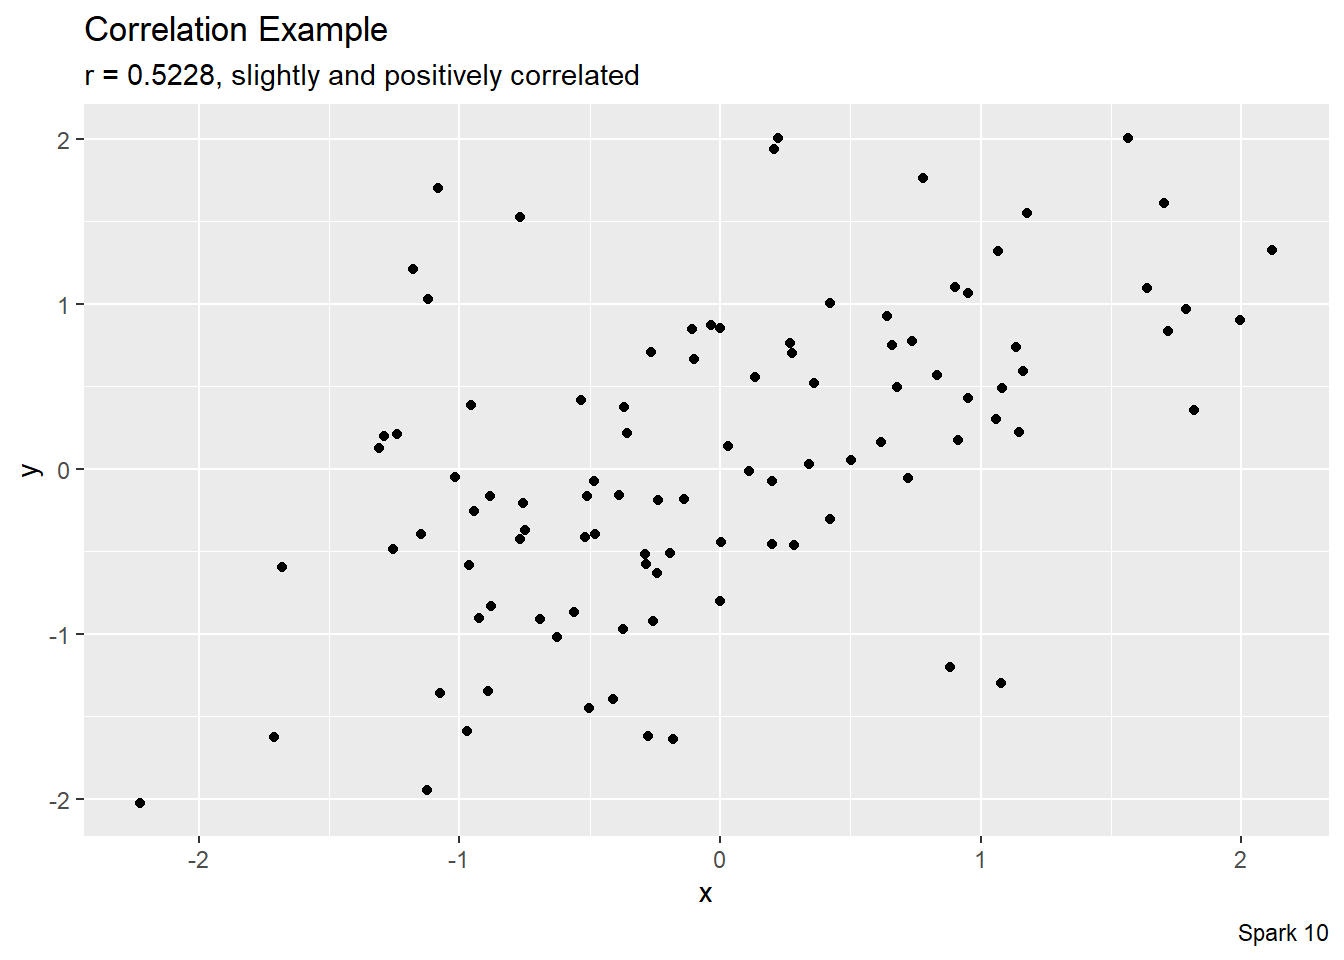 Correlation Example
r = 0.5228, slightly and positively correlated
2
1
0
-1
-2
y
-2 -1 0 1 2
x
Spark 10